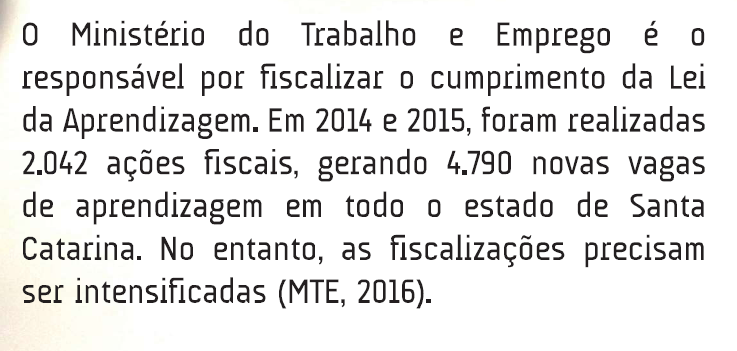 O Ministério do Trabalho e Emprego é o
responsável por fiscalizar o cumprimento da Lei
da Aprendizagem. Em 2014 e 2015, foram realizadas
2.042 ações fiscais, gerando 4.790 novas vagas
de aprendizagem em todo o estado de Santa
Catarina. No entanto, as fiscalizações precisam
ser intensificadas (MTE, 2016).